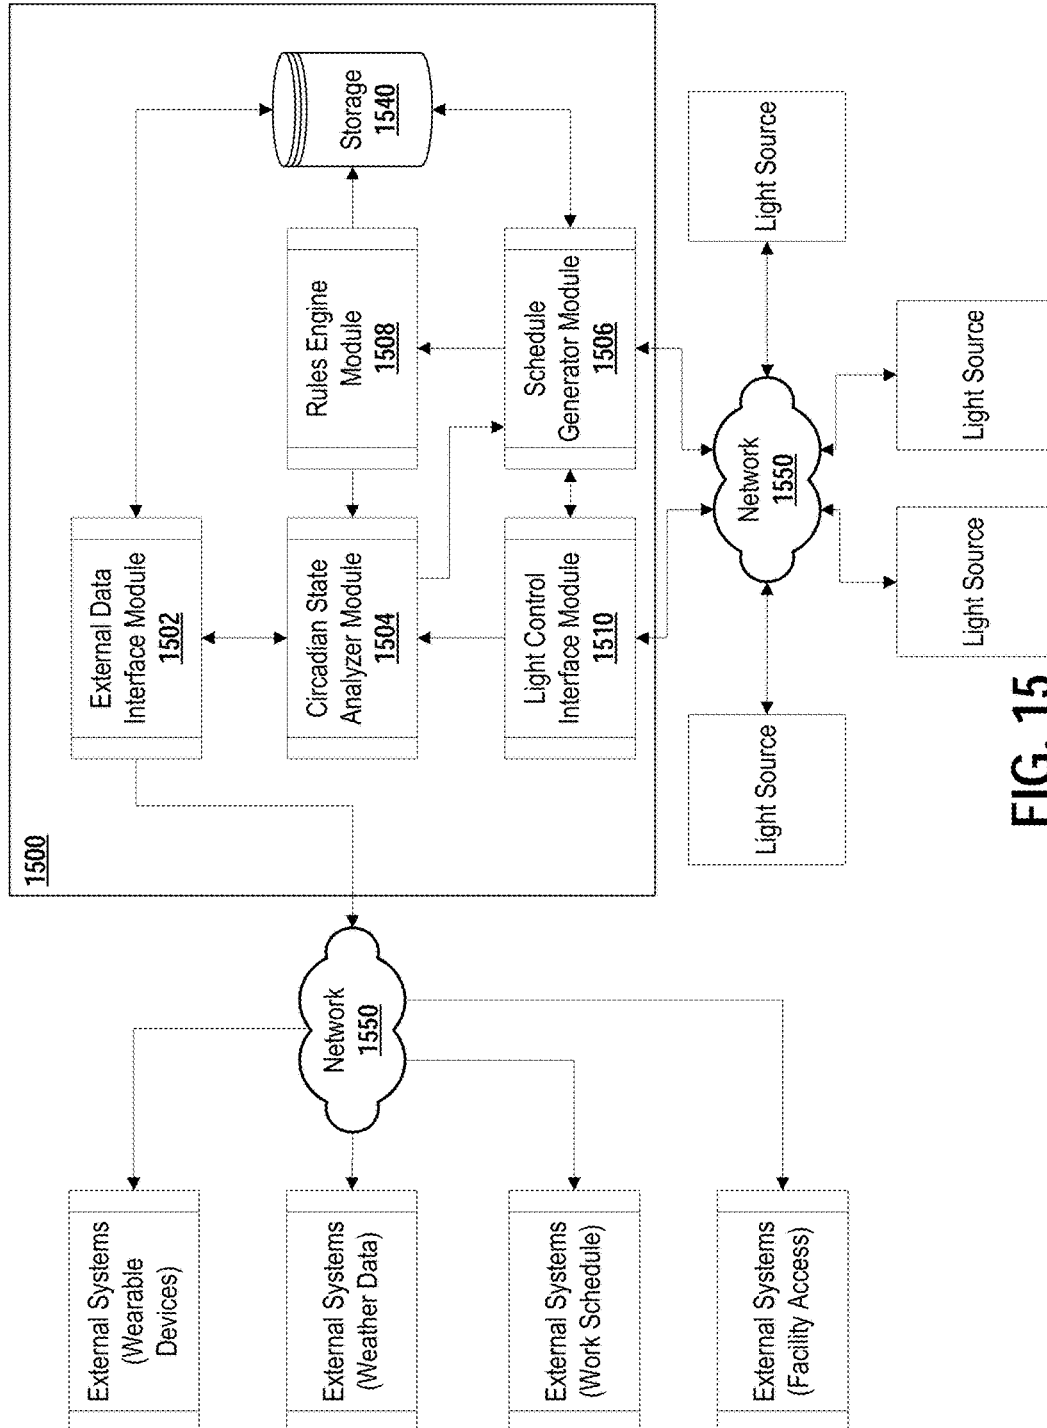 1500
External Data
Interface Module
1502
Circadian State
Analyzer Module
1504
Rules Engine
Module
1508
Storage
1540
Light Control
Interface Module
1510
Schedule
Generator Module
1506
External Systems
(Wearable
Devices)
External Systems
(Weather Data)
External Systems
(Work Schedule)
External Systems
(Facility Access)
Network
1550
Network
1550
Light Source
Light Source
Light Source
Light Source
FIG. 15